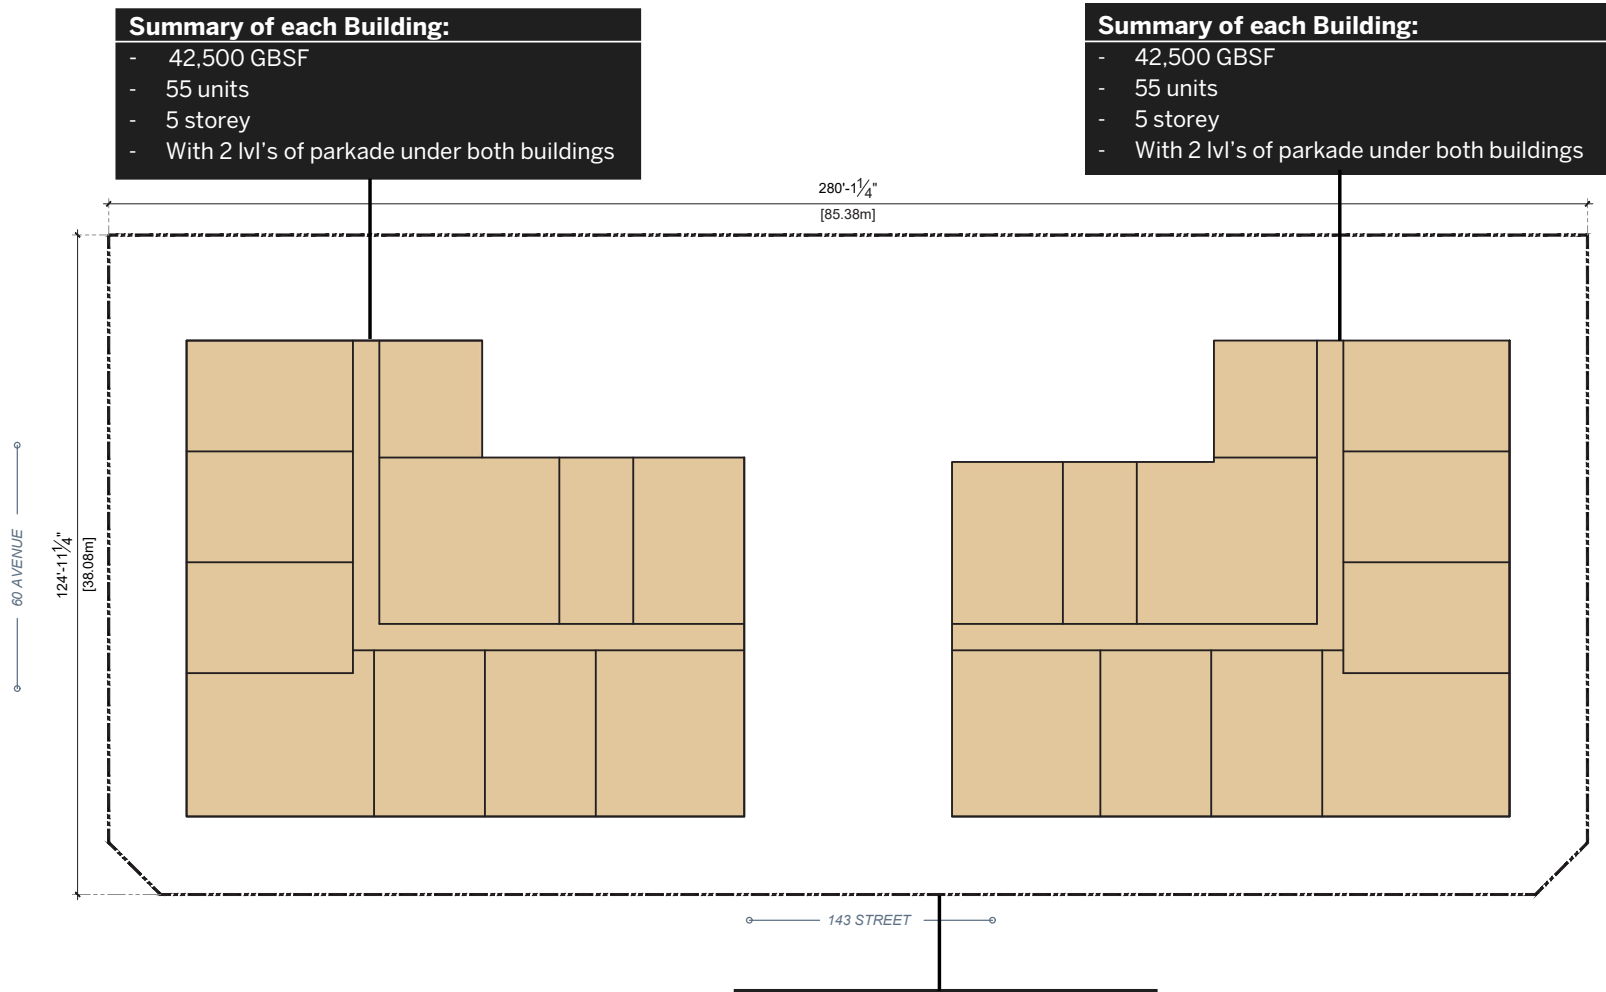 Summary of each Building:
- 42,500 GBSF
- 55 units
- 5 storey
- With 2 lvl's of parkade under both buildings
Summary of each Building:
- 42,500 GBSF
- 55 units
- 5 storey
- With 2 lvl's of parkade under both buildings
280'-1¼"
[85.38m]
60 AVENUE
124'-11¼"
[38.08m]
143 STREET